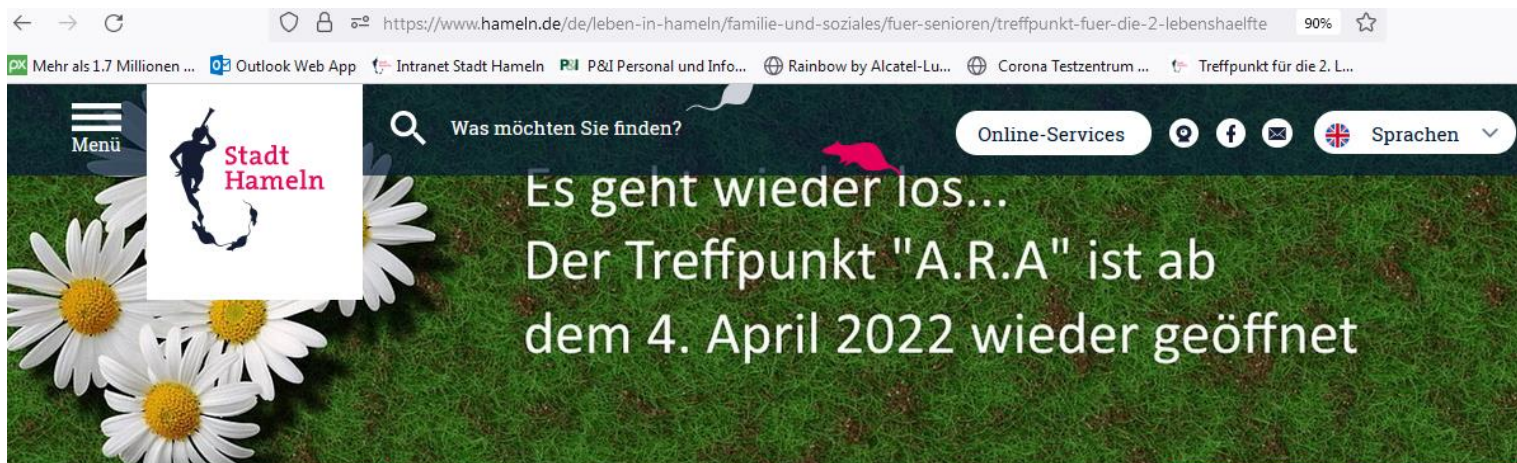 https://www.hameln.de/de/leben-in-hameln/familie-und-soziales/fuer-senioren/treffpunkt-fuer-die-2-lebenshaelfte 90%
px Mehr als 1.7 Millionen ... Outlook Web App Intranet Stadt Hameln P&I P&I Personal und Info... Rainbow by Alcatel-Lu... Corona Testzentrum ... Treffpunkt für die 2. L...
Menü
Stadt
Hameln
Was möchten Sie finden?
Online-Services
Sprachen
Es geht wieder los...
Der Treffpunkt "A.R.A" ist ab
dem 4. April 2022 wieder geöffnet